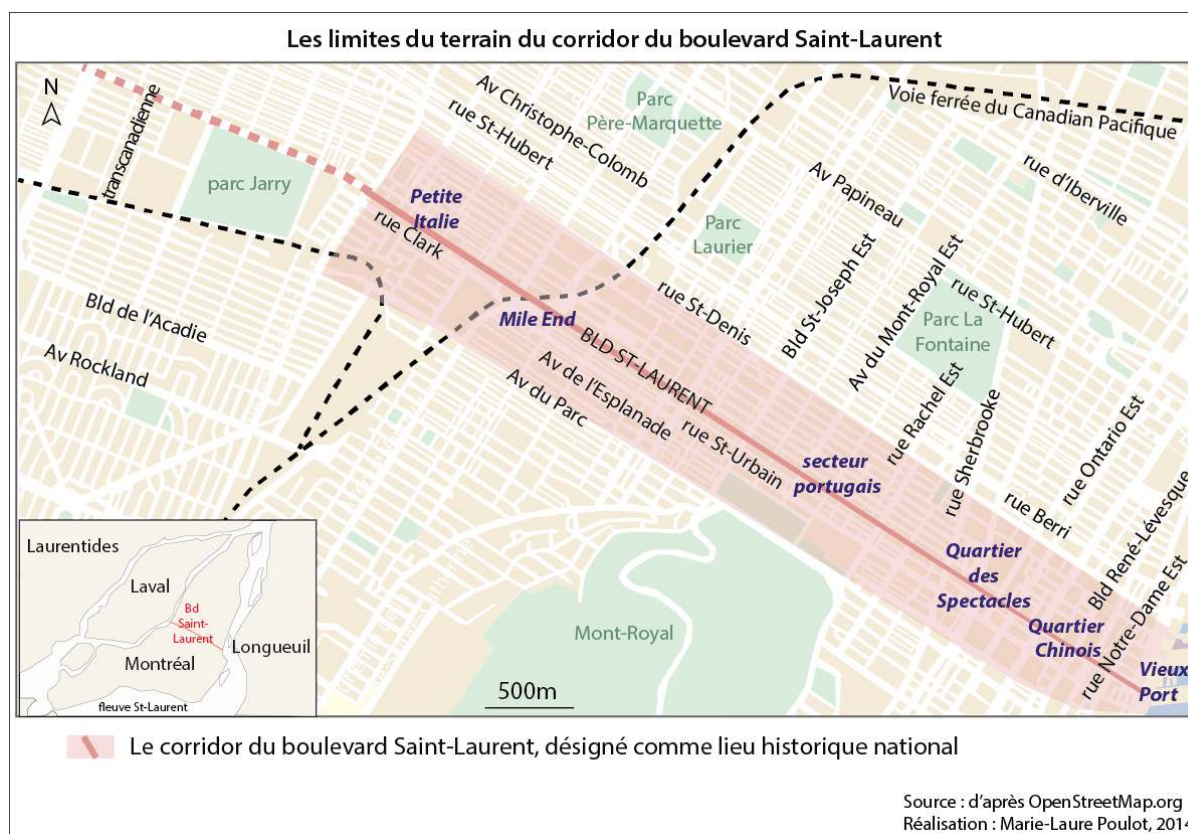 Les limites du terrain du corridor du boulevard Saint-Laurent
N
transcanadienne
parc Jarry
Av Christophe-Colomb
rue St-Hubert
Parc
Père-Marquette
Voie ferrée du Canadian Pacifique
rue d'Iberville
Petite
Italie
rue Clark
Parc
Laurier
Av Papineau
Bld de l'Acadie
Av Rockland
Mile End
BLD ST-LAURENT
rue St-Denis
Bld St-Joseph Est
Av du Mont-Royal Est
rue St-Hubert
Parc La
Fontaine
Av de l'Esplanade
Av du Parc
rue St-Urbain
secteur
portugais
rue Rachel Est
rue Sherbrooke
rue Ontario Est
rue Berri
Bld René-Lévesque
Quartier
des
Spectacles
Quartier
Chinois
rue Notre-Dame Est
Vieux
Port
Mont-Royal
500m
Laurentides
Laval
Bd
Saint-
Laurent
Longueuil
Montréal
fleuve St-Laurent
Le corridor du boulevard Saint-Laurent, désigné comme lieu historique national
Source : d'après OpenStreetMap.org
Réalisation : Marie-Laure Poulot, 2014